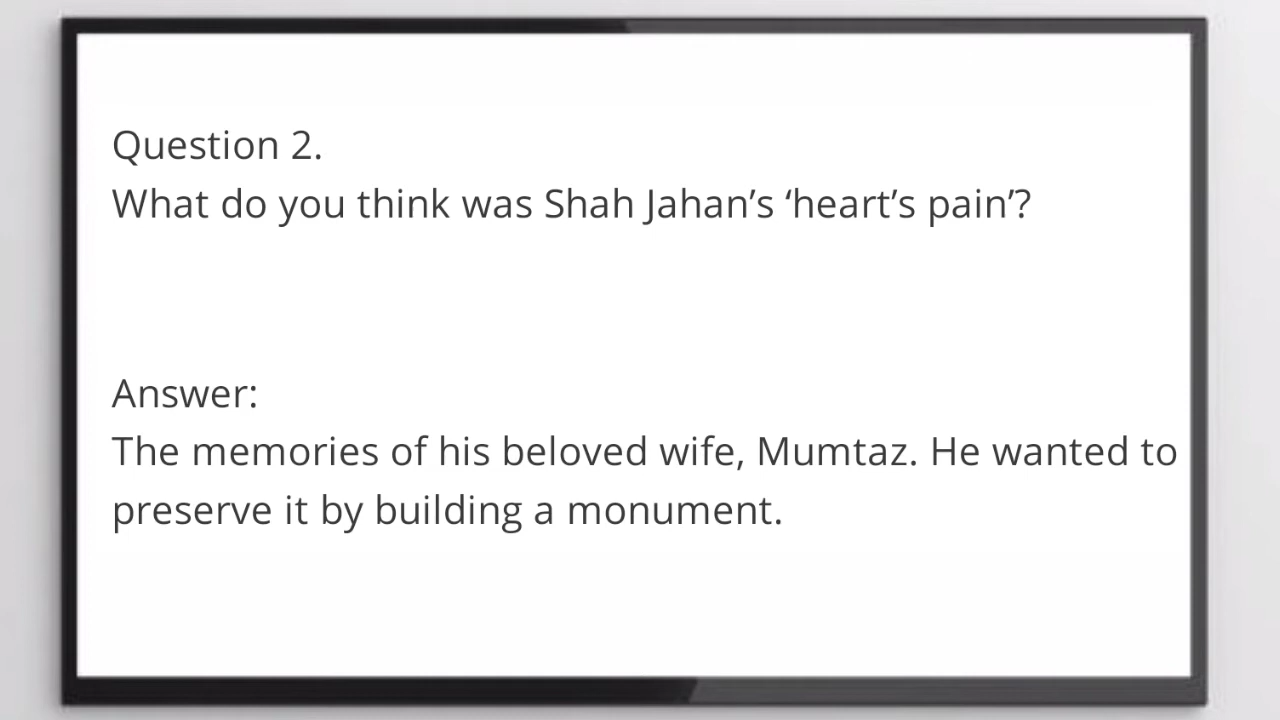 Question 2.
What do you think was Shah Jahan’s ‘heart’s pain’?
Answer:
The memories of his beloved wife, Mumtaz. He wanted to
preserve it by building a monument.